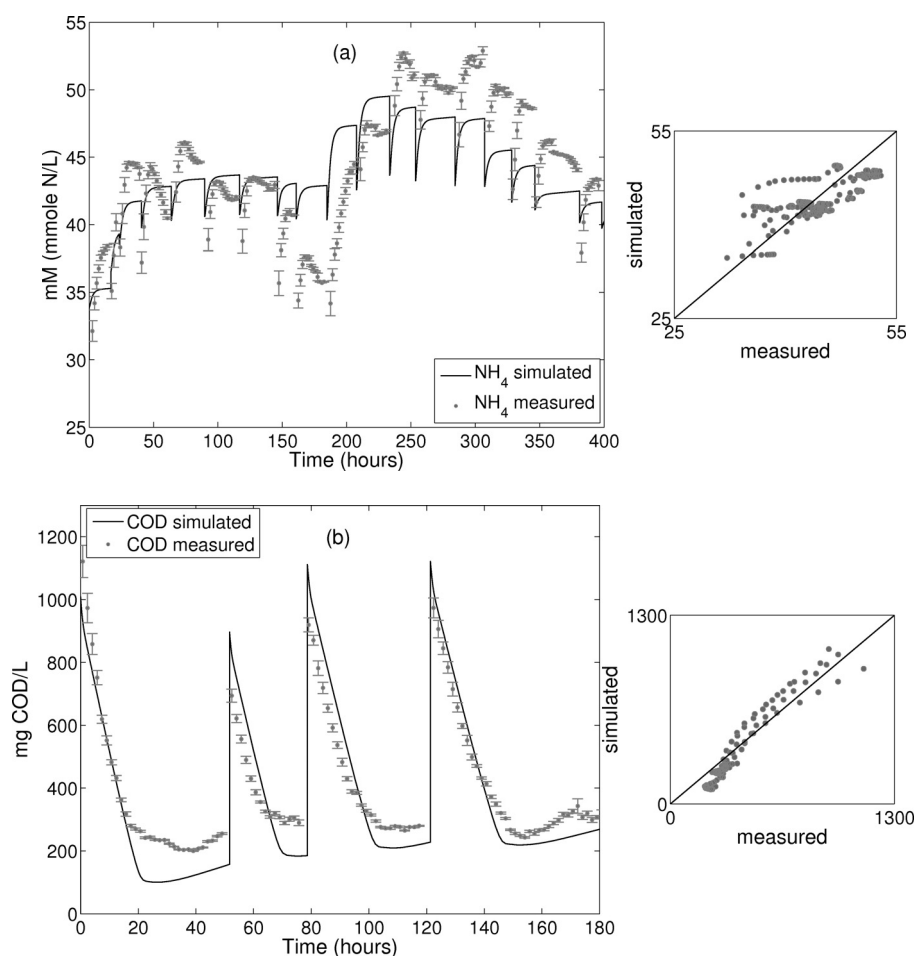 (a)
55
50
45
40
35
30
25
mM (mmole N/L)
0 50 100 150 200 250 300 350 400
Time (hours)
NH4 simulated
NH4 measured
55
simulated
25
25 55
measured
(b)
COD simulated
COD measured
1200
1000
800
600
400
200
0
mg COD/L
0 20 40 60 80 100 120 140 160 180
Time (hours)
1300
simulated
0
0 1300
measured